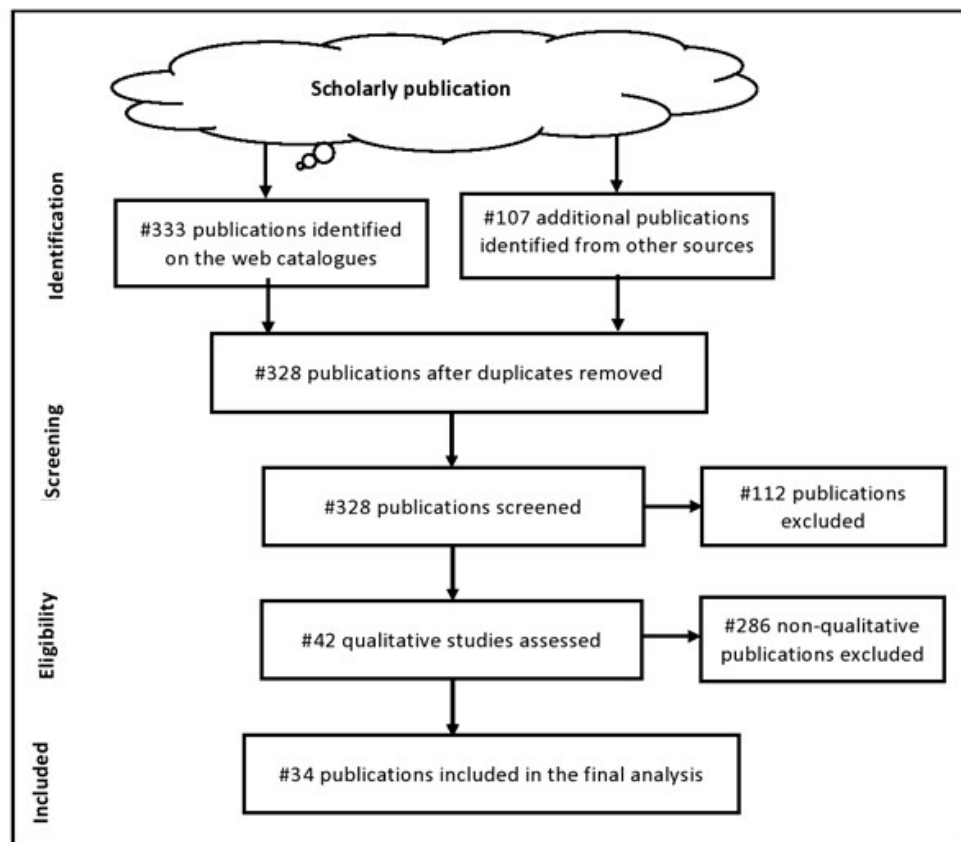 Scholarly publication
Identification
#333 publications identified
on the web catalogues
#107 additional publications
identified from other sources
#328 publications after duplicates removed
Screening
#328 publications screened
#112 publications
excluded
Eligibility
#42 qualitative studies assessed
#286 non-qualitative
publications excluded
Included
#34 publications included in the final analysis